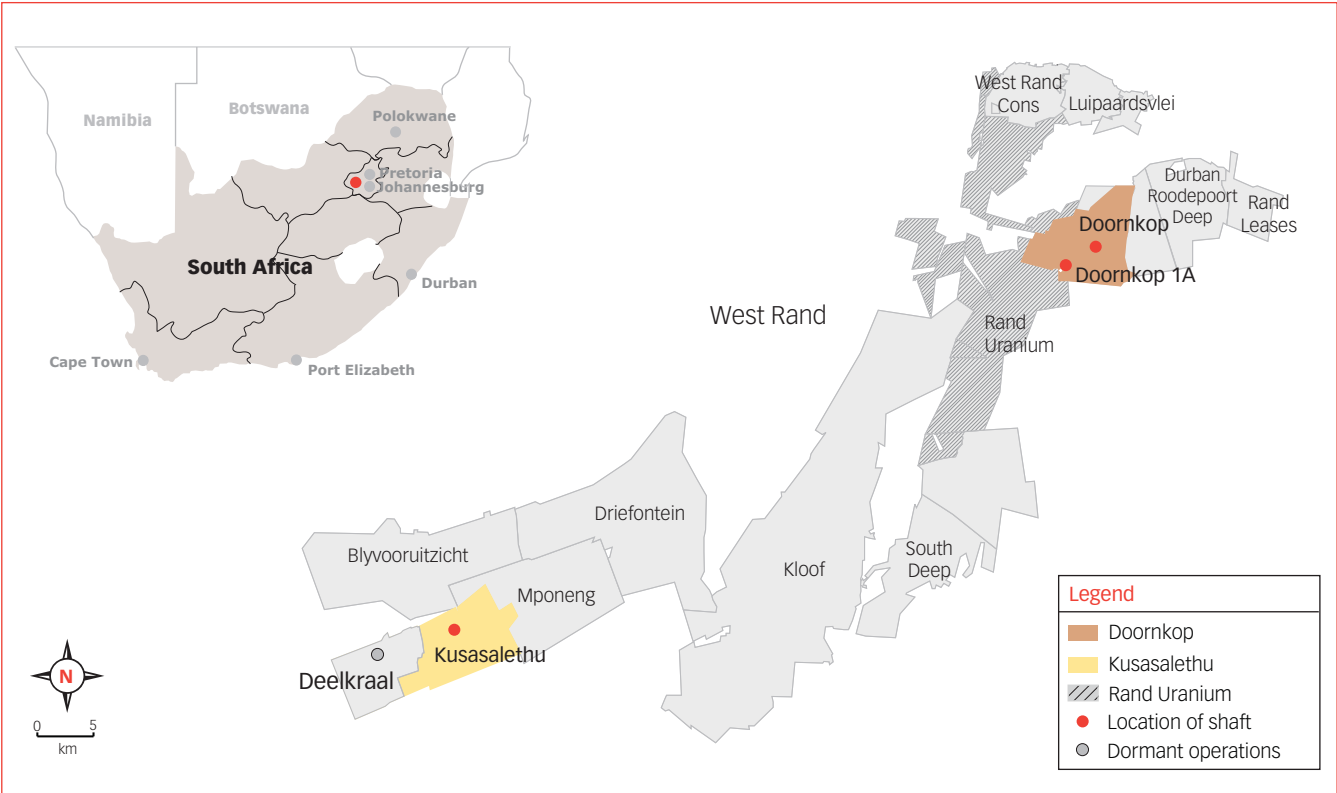 Namibia
Botswana
Polokwane
Pretoria
Johannesburg
South Africa
Durban
Cape Town
Port Elizabeth
West Rand
Cons
Luipaardsvlei
Durban
Roodepoort
Deep
Rand
Leases
Doornkop
Doornkop 1A
West Rand
Rand
Uranium
Driefontein
Blyvooruitzicht
Kloof
South
Deep
Mponeng
Kusasalethu
Deelkraal
N
0 5
km
Legend
Doornkop
Kusasalethu
Rand Uranium
Location of shaft
Dormant operations